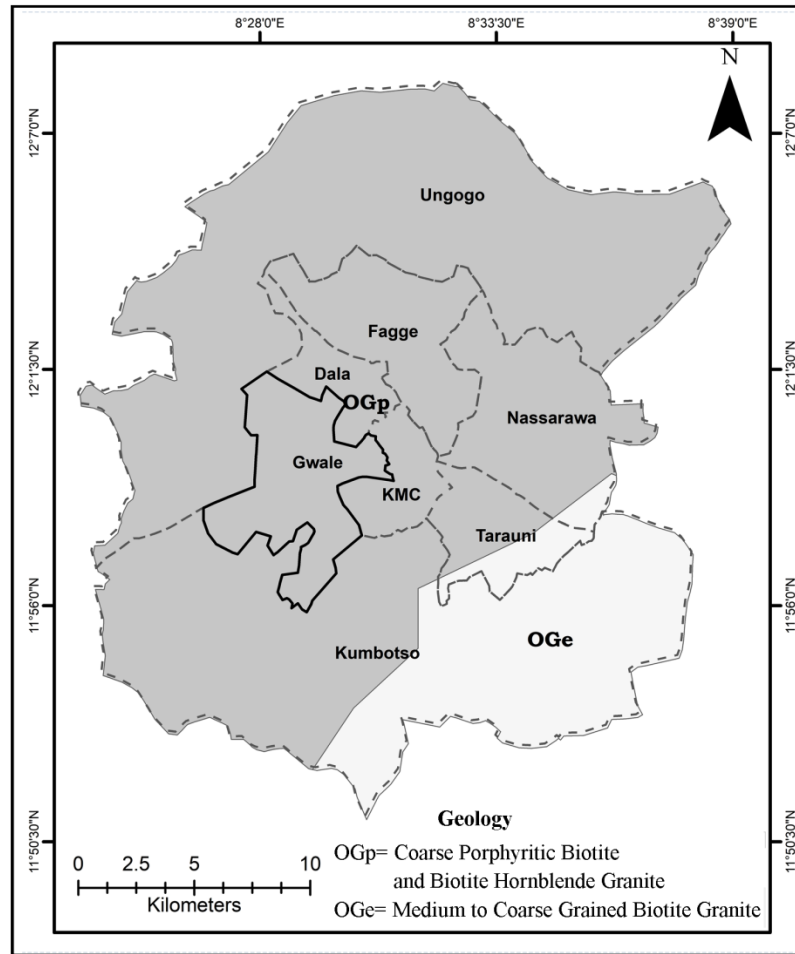 8°28'0"E 8°33'30"E 8°39'0"E
N
12°7'0"N
12°7'0"N
Ungogo
Fagge
12°1'30"N
12°1'30"N
Dala
OGp
Nassarawa
Gwale
KMC
Tarauni
11°56'0"N
11°56'0"N
OGe
Kumbotso
Geology
11°50'30"N
11°50'30"N
OGp= Coarse Porphyritic Biotite
and Biotite Hornblende Granite
OGe= Medium to Coarse Grained Biotite Granite
0 2.5 5 10
Kilometers